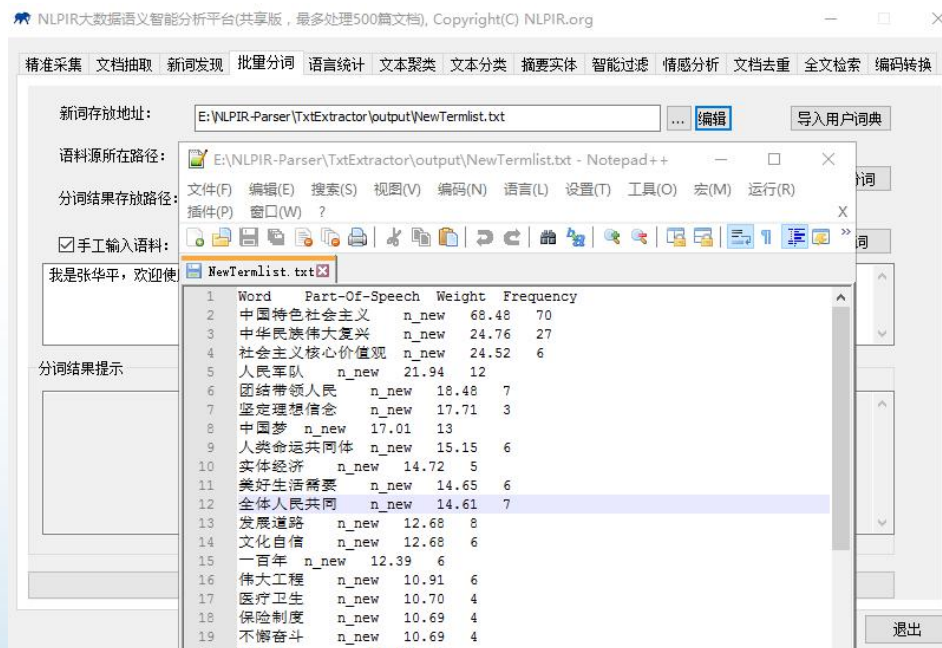 NLPIR大数据语义智能分析平台(共享版，最多处理500篇文档), Copyright(C) NLPIR.org
精准采集 文档抽取 新词发现 批量分词 语言统计 文本聚类 文本分类 摘要实体 智能过滤 情感分析 文档去重 全文检索 编码转换
新词存放地址： E:\NLPIR-Parser\TxtExtractor\output\NewTermlist.txt ... 编辑 导入用户词典
语料源所在路径：
分词结果存放路径：
分词
☑手工输入语料：
词
我是张华平，欢迎使
分词结果提示
E:\NLPIR-Parser\TxtExtractor\output\NewTermlist.txt - Notepad++
文件(F) 编辑(E) 搜索(S) 视图(V) 编码(N) 语言(L) 设置(T) 工具(O) 宏(M) 运行(R)
插件(P) 窗口(W) ? X
NewTermlist.txt
1 Word Part-Of-Speech Weight Frequency
2 中国特色社会主义 n_new 68.48 70
3 中华民族伟大复兴 n_new 24.76 27
4 社会主义核心价值观 n_new 24.52 6
5 人民军队 n_new 21.94 12
6 团结带领人民 n_new 18.48 7
7 坚定理想信念 n_new 17.71 3
8 中国梦 n_new 17.01 13
9 人类命运共同体 n_new 15.15 6
10 实体经济 n_new 14.72 5
11 美好生活需要 n_new 14.65 6
12 全体人民共同 n_new 14.61 7
13 发展道路 n_new 12.68 8
14 文化自信 n_new 12.68 6
15 一百年 n_new 12.39 6
16 伟大工程 n_new 10.91 6
17 医疗卫生 n_new 10.70 4
18 保险制度 n_new 10.69 4
19 不懈奋斗 n_new 10.69 4
退出